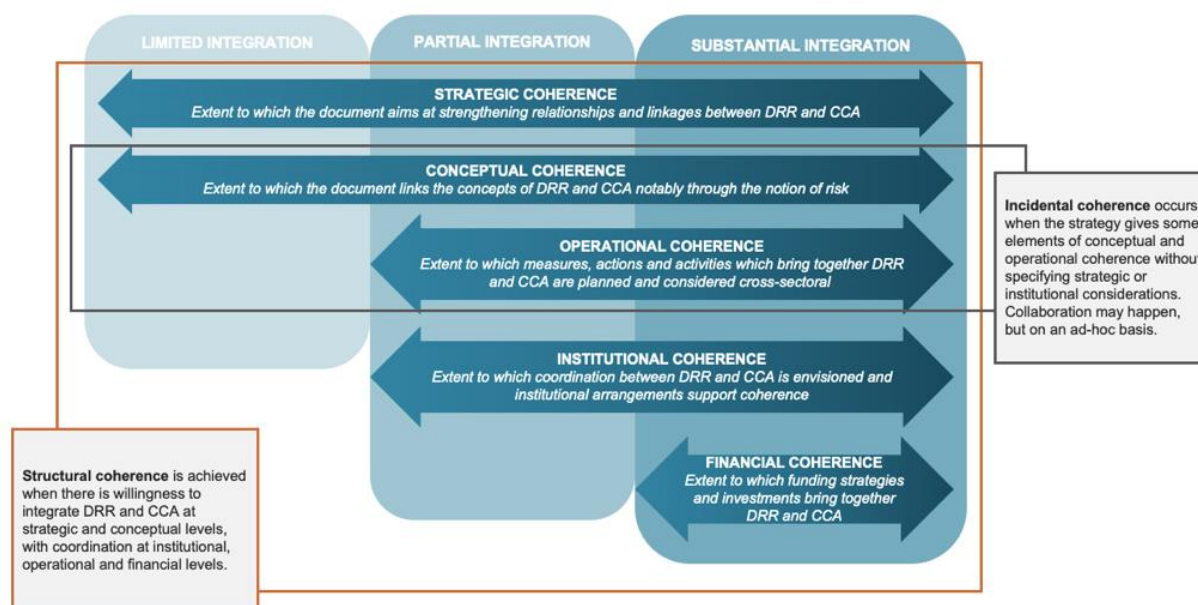 LIMITED INTEGRATION
PARTIAL INTEGRATION
SUBSTANTIAL INTEGRATION
STRATEGIC COHERENCE
Extent to which the document aims at strengthening relationships and linkages between DRR and CCA
CONCEPTUAL COHERENCE
Extent to which the document links the concepts of DRR and CCA notably through the notion of risk
OPERATIONAL COHERENCE
Extent to which measures, actions and activities which bring together DRR
and CCA are planned and considered cross-sectoral
Incidental coherence occurs
when the strategy gives some
elements of conceptual and
operational coherence without
specifying strategic or
institutional considerations.
Collaboration may happen,
but on an ad-hoc basis.
INSTITUTIONAL COHERENCE
Extent to which coordination between DRR and CCA is envisioned and
institutional arrangements support coherence
FINANCIAL COHERENCE
Extent to which funding strategies
and investments bring together
DRR and CCA
Structural coherence is achieved
when there is willingness to
integrate DRR and CCA at
strategic and conceptual levels,
with coordination at institutional,
operational and financial levels.